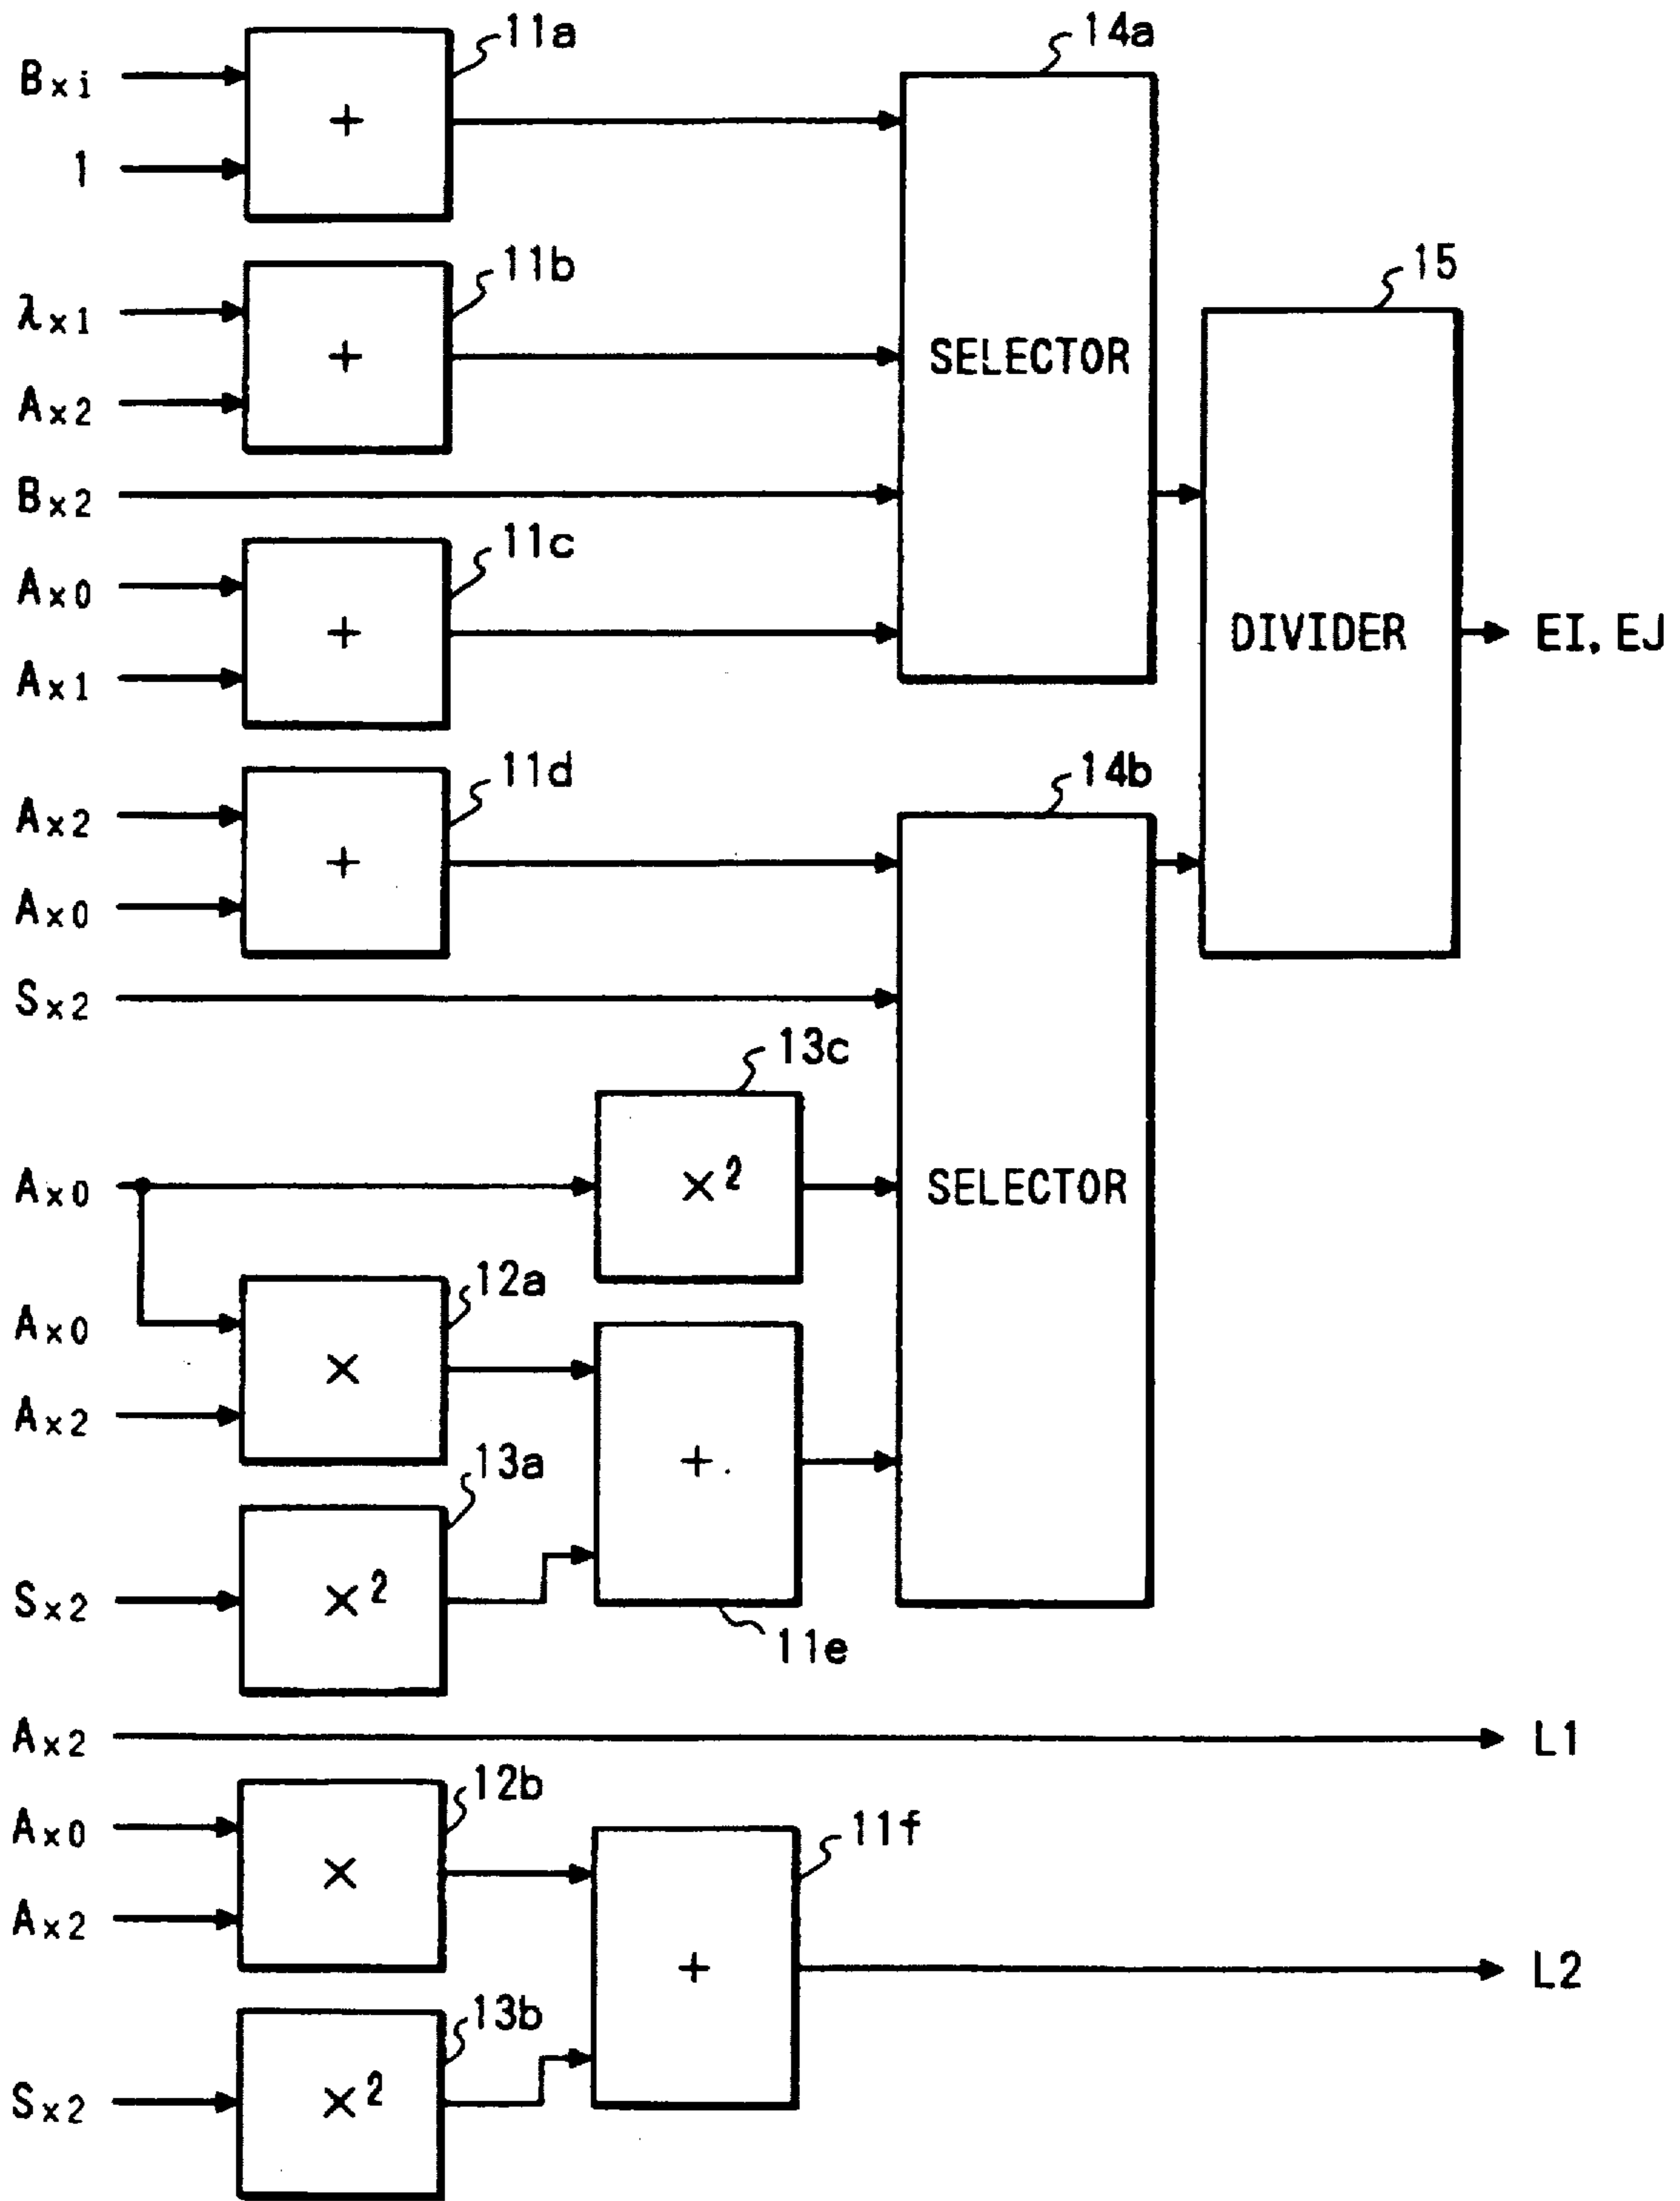 11a
14a
Bxi
+
1
11b
15
λx1
+
SELECTOR
Ax2
Bx2
11c
Ax0
+
DIVIDER
EI, EJ
Ax1
11d
14b
Ax2
+
Ax0
Sx2
13c
Ax0
×²
SELECTOR
12a
Ax0
×
Ax2
13a
+
Sx2
×²
11e
Ax2
L1
12b
Ax0
11f
×
Ax2
+
L2
13b
Sx2
×²